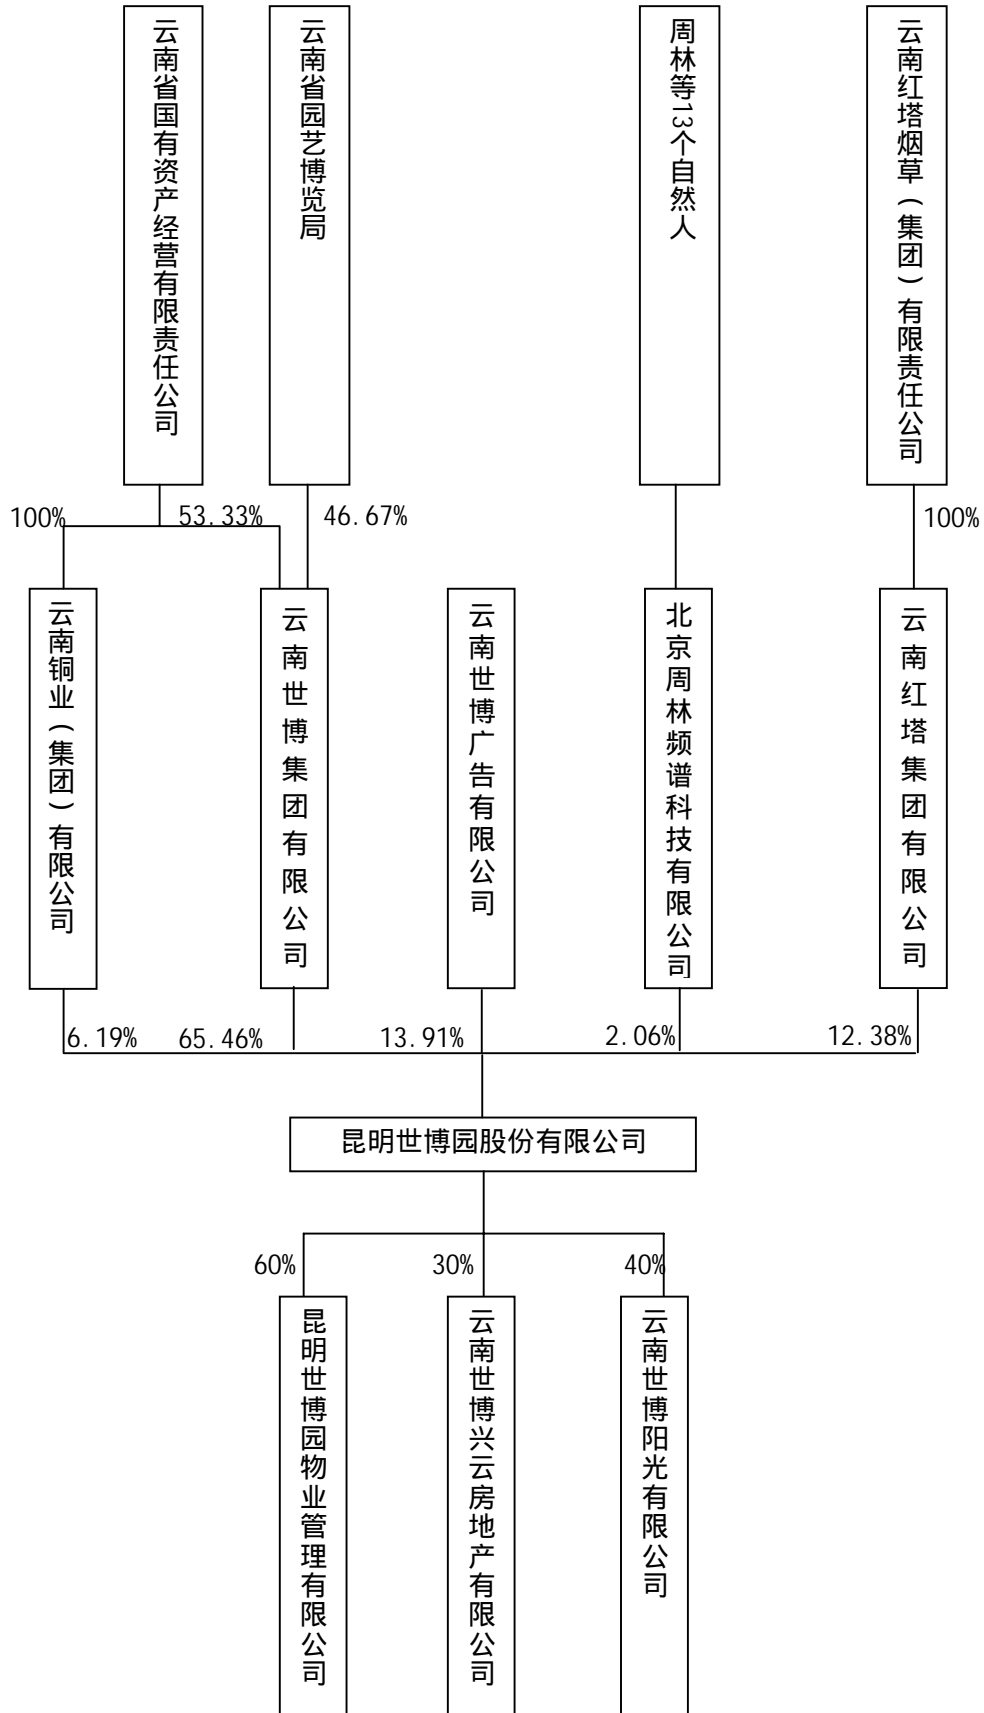 云南省国有资产经营有限责任公司
云南省园艺博览局
周林等13个自然人
云南红塔烟草（集团）有限责任公司
100%
53.33%
46.67%
100%
云南铜业（集团）有限公司
云南世博集团有限公司
云南世博广告有限公司
北京周林频谱科技有限公司
云南红塔集团有限公司
6.19%
65.46%
13.91%
2.06%
12.38%
昆明世博园股份有限公司
60%
30%
40%
昆明世博园物业管理有限公司
云南世博兴云房地产有限公司
云南世博阳光有限公司